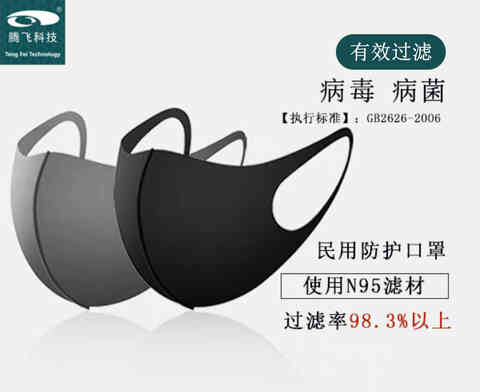 腾飞科技
Teng Fei Technology
有效过滤
病毒 病菌
【执行标准】：GB2626-2006
民用防护口罩
使用N95滤材
过滤率98.3%以上